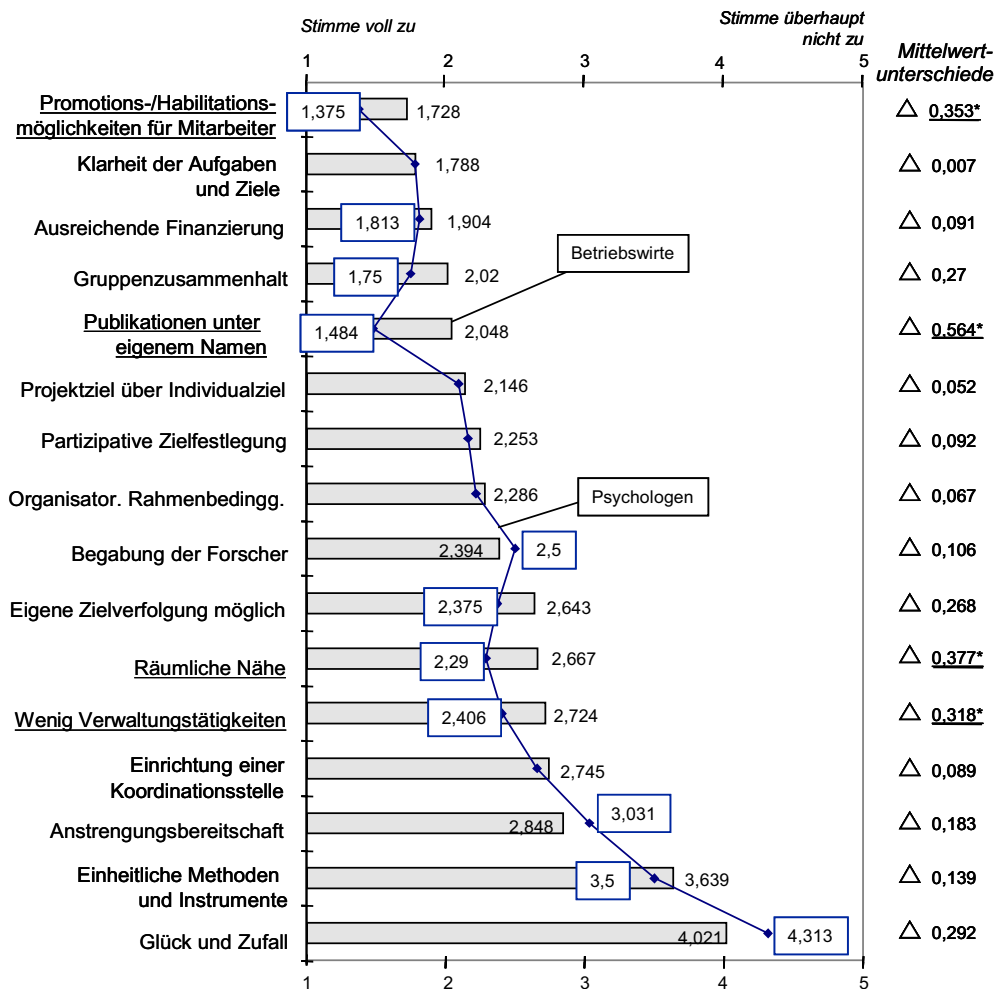 Stimme voll zu
Stimme überhaupt
nicht zu
Mittelwert-
unterschiede
1 2 3 4 5
Promotions-/Habilitations-
möglichkeiten für Mitarbeiter
1,375 1,728 △ 0,353*
Klarheit der Aufgaben
und Ziele
1,788 △ 0,007
Ausreichende Finanzierung 1,813 1,904 △ 0,091
Betriebswirte
Gruppenzusammenhalt 1,75 2,02 △ 0,27
Publikationen unter
eigenem Namen
1,484 2,048 △ 0,564*
Projektziel über Individualziel 2,146 △ 0,052
Partizipative Zielfestlegung 2,253 △ 0,092
Organisator. Rahmenbedingg. 2,286 △ 0,067
Psychologen
Begabung der Forscher 2,394 2,5 △ 0,106
Eigene Zielverfolgung möglich 2,375 2,643 △ 0,268
Räumliche Nähe 2,29 2,667 △ 0,377*
Wenig Verwaltungstätigkeiten 2,406 2,724 △ 0,318*
Einrichtung einer
Koordinationsstelle
2,745 △ 0,089
Anstrengungsbereitschaft 2,848 3,031 △ 0,183
Einheitliche Methoden
und Instrumente
3,5 3,639 △ 0,139
Glück und Zufall 4,021 4,313 △ 0,292
1 2 3 4 5